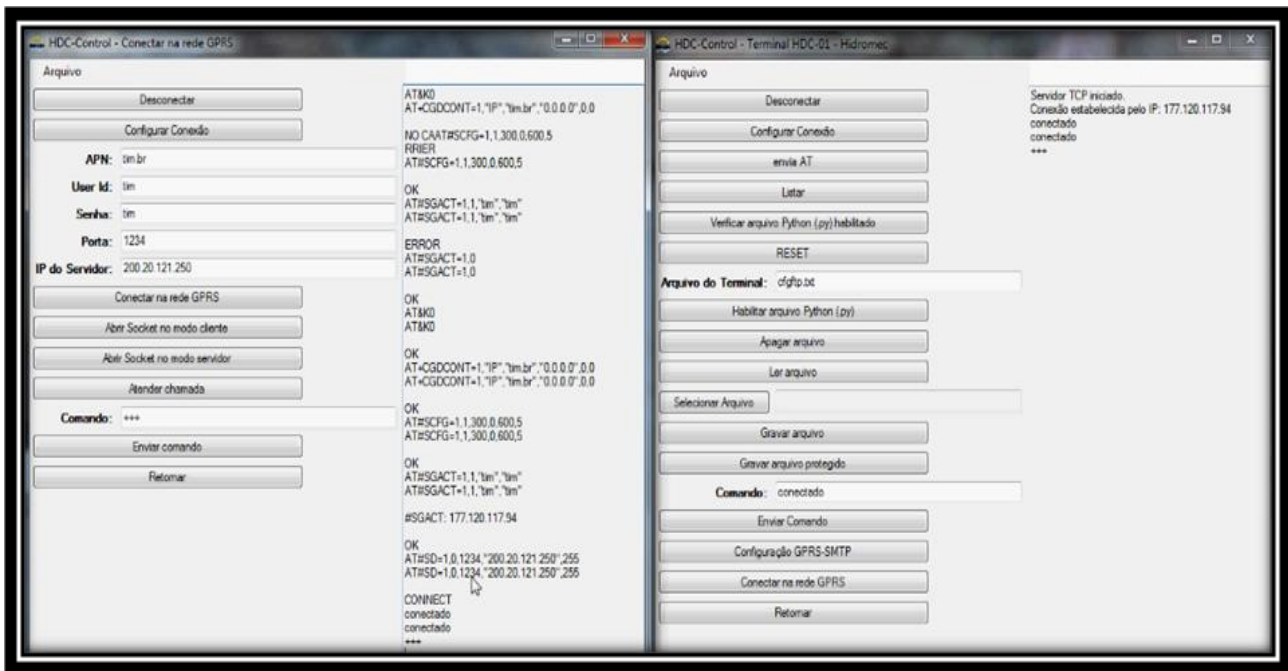 HDC-Control - Conectar na rede GPRS
Arquivo
Desconectar
Configurar Conexão
APN: tim.br
User Id: tim
Senha: tim
Porta: 1234
IP do Servidor: 200.20.121.250
Conectar na rede GPRS
Abrir Socket no modo cliente
Abrir Socket no modo servidor
Atender chamada
Comando: +++
Enviar comando
Retornar
AT&K0
AT+CGDCONT=1,"IP","tim.br","0.0.0.0",0,0
NO CAAT#SCFG=1,1,300,0,600,5
RRIER
AT#SCFG=1,1,300,0,600,5
OK
AT#SGACT=1,1,"tim","tim"
AT#SGACT=1,1,"tim","tim"
ERROR
AT#SGACT=1,0
AT#SGACT=1,0
OK
AT&K0
AT&K0
OK
AT+CGDCONT=1,"IP","tim.br","0.0.0.0",0,0
AT+CGDCONT=1,"IP","tim.br","0.0.0.0",0,0
OK
AT#SCFG=1,1,300,0,600,5
AT#SCFG=1,1,300,0,600,5
OK
AT#SGACT=1,1,"tim","tim"
AT#SGACT=1,1,"tim","tim"
#SGACT: 177.120.117.94
OK
AT#SD=1,0,1234,"200.20.121.250",255
AT#SD=1,0,1234,"200.20.121.250",255
CONNECT
conectado
conectado
+++
HDC-Control - Terminal HDC-01 - Hidromec
Arquivo
Desconectar
Configurar Conexão
envia AT
Listar
Verificar arquivo Python (.py) habilitado
RESET
Arquivo do Terminal: cfgftp.txt
Habilitar arquivo Python (.py)
Apagar arquivo
Ler arquivo
Selecionar Arquivo
Gravar arquivo
Gravar arquivo protegido
Comando: conectado
Enviar Comando
Configuração GPRS-SMTP
Conectar na rede GPRS
Retornar
Servidor TCP iniciado.
Conexão estabelecida pelo IP: 177.120.117.94
conectado
conectado
+++